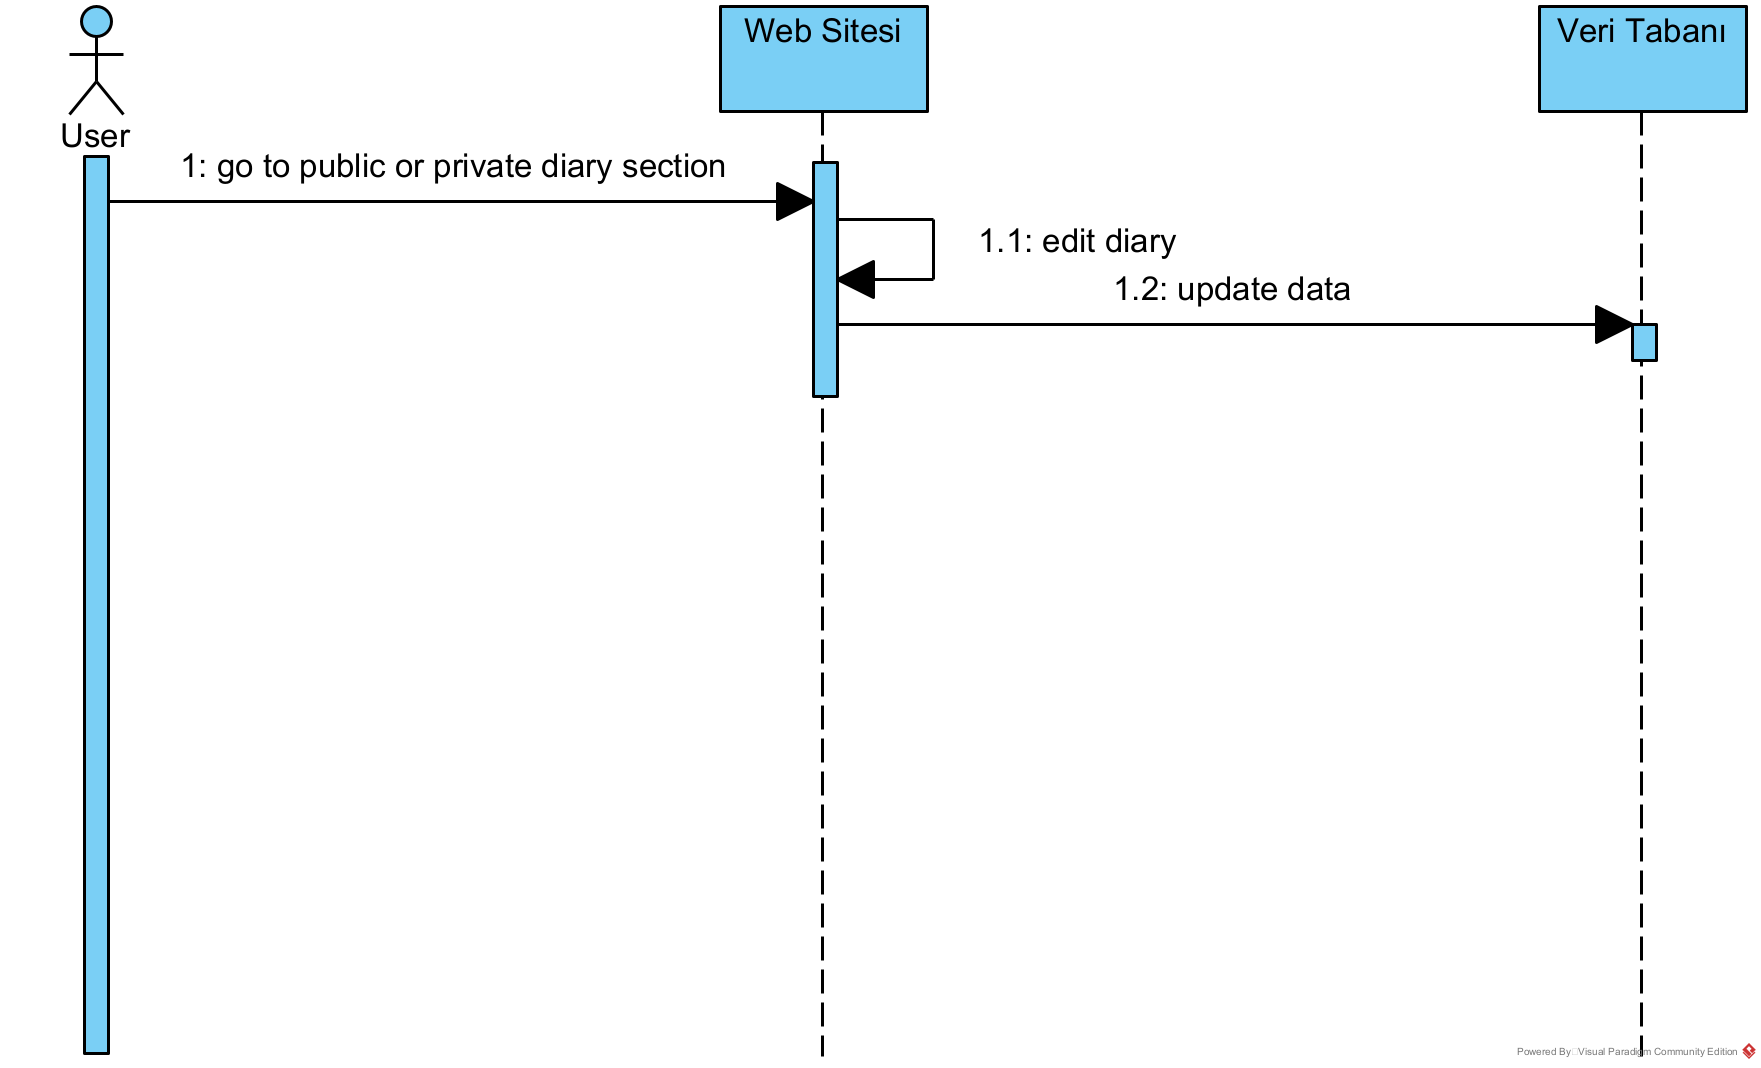 User
Web Sitesi
Veri Tabanı
1: go to public or private diary section
1.1: edit diary
1.2: update data
Powered By Visual Paradigm Community Edition